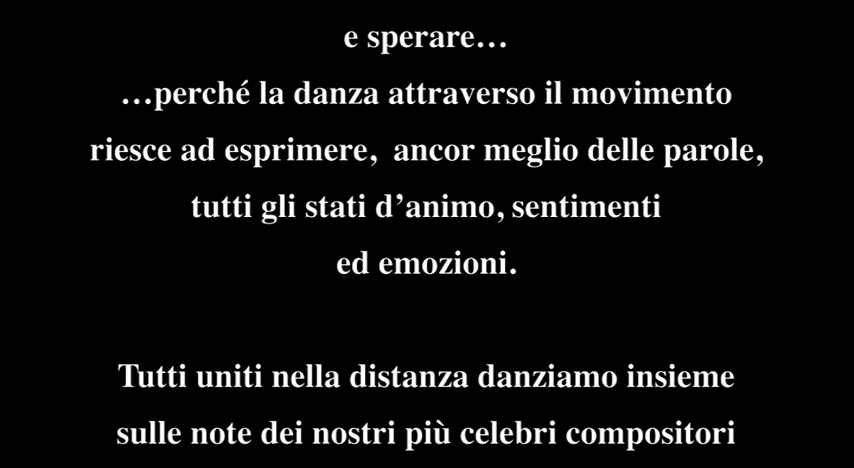 e sperare…
…perché la danza attraverso il movimento
riesce ad esprimere, ancor meglio delle parole,
tutti gli stati d’animo, sentimenti
ed emozioni.
Tutti uniti nella distanza danziamo insieme
sulle note dei nostri più celebri compositori